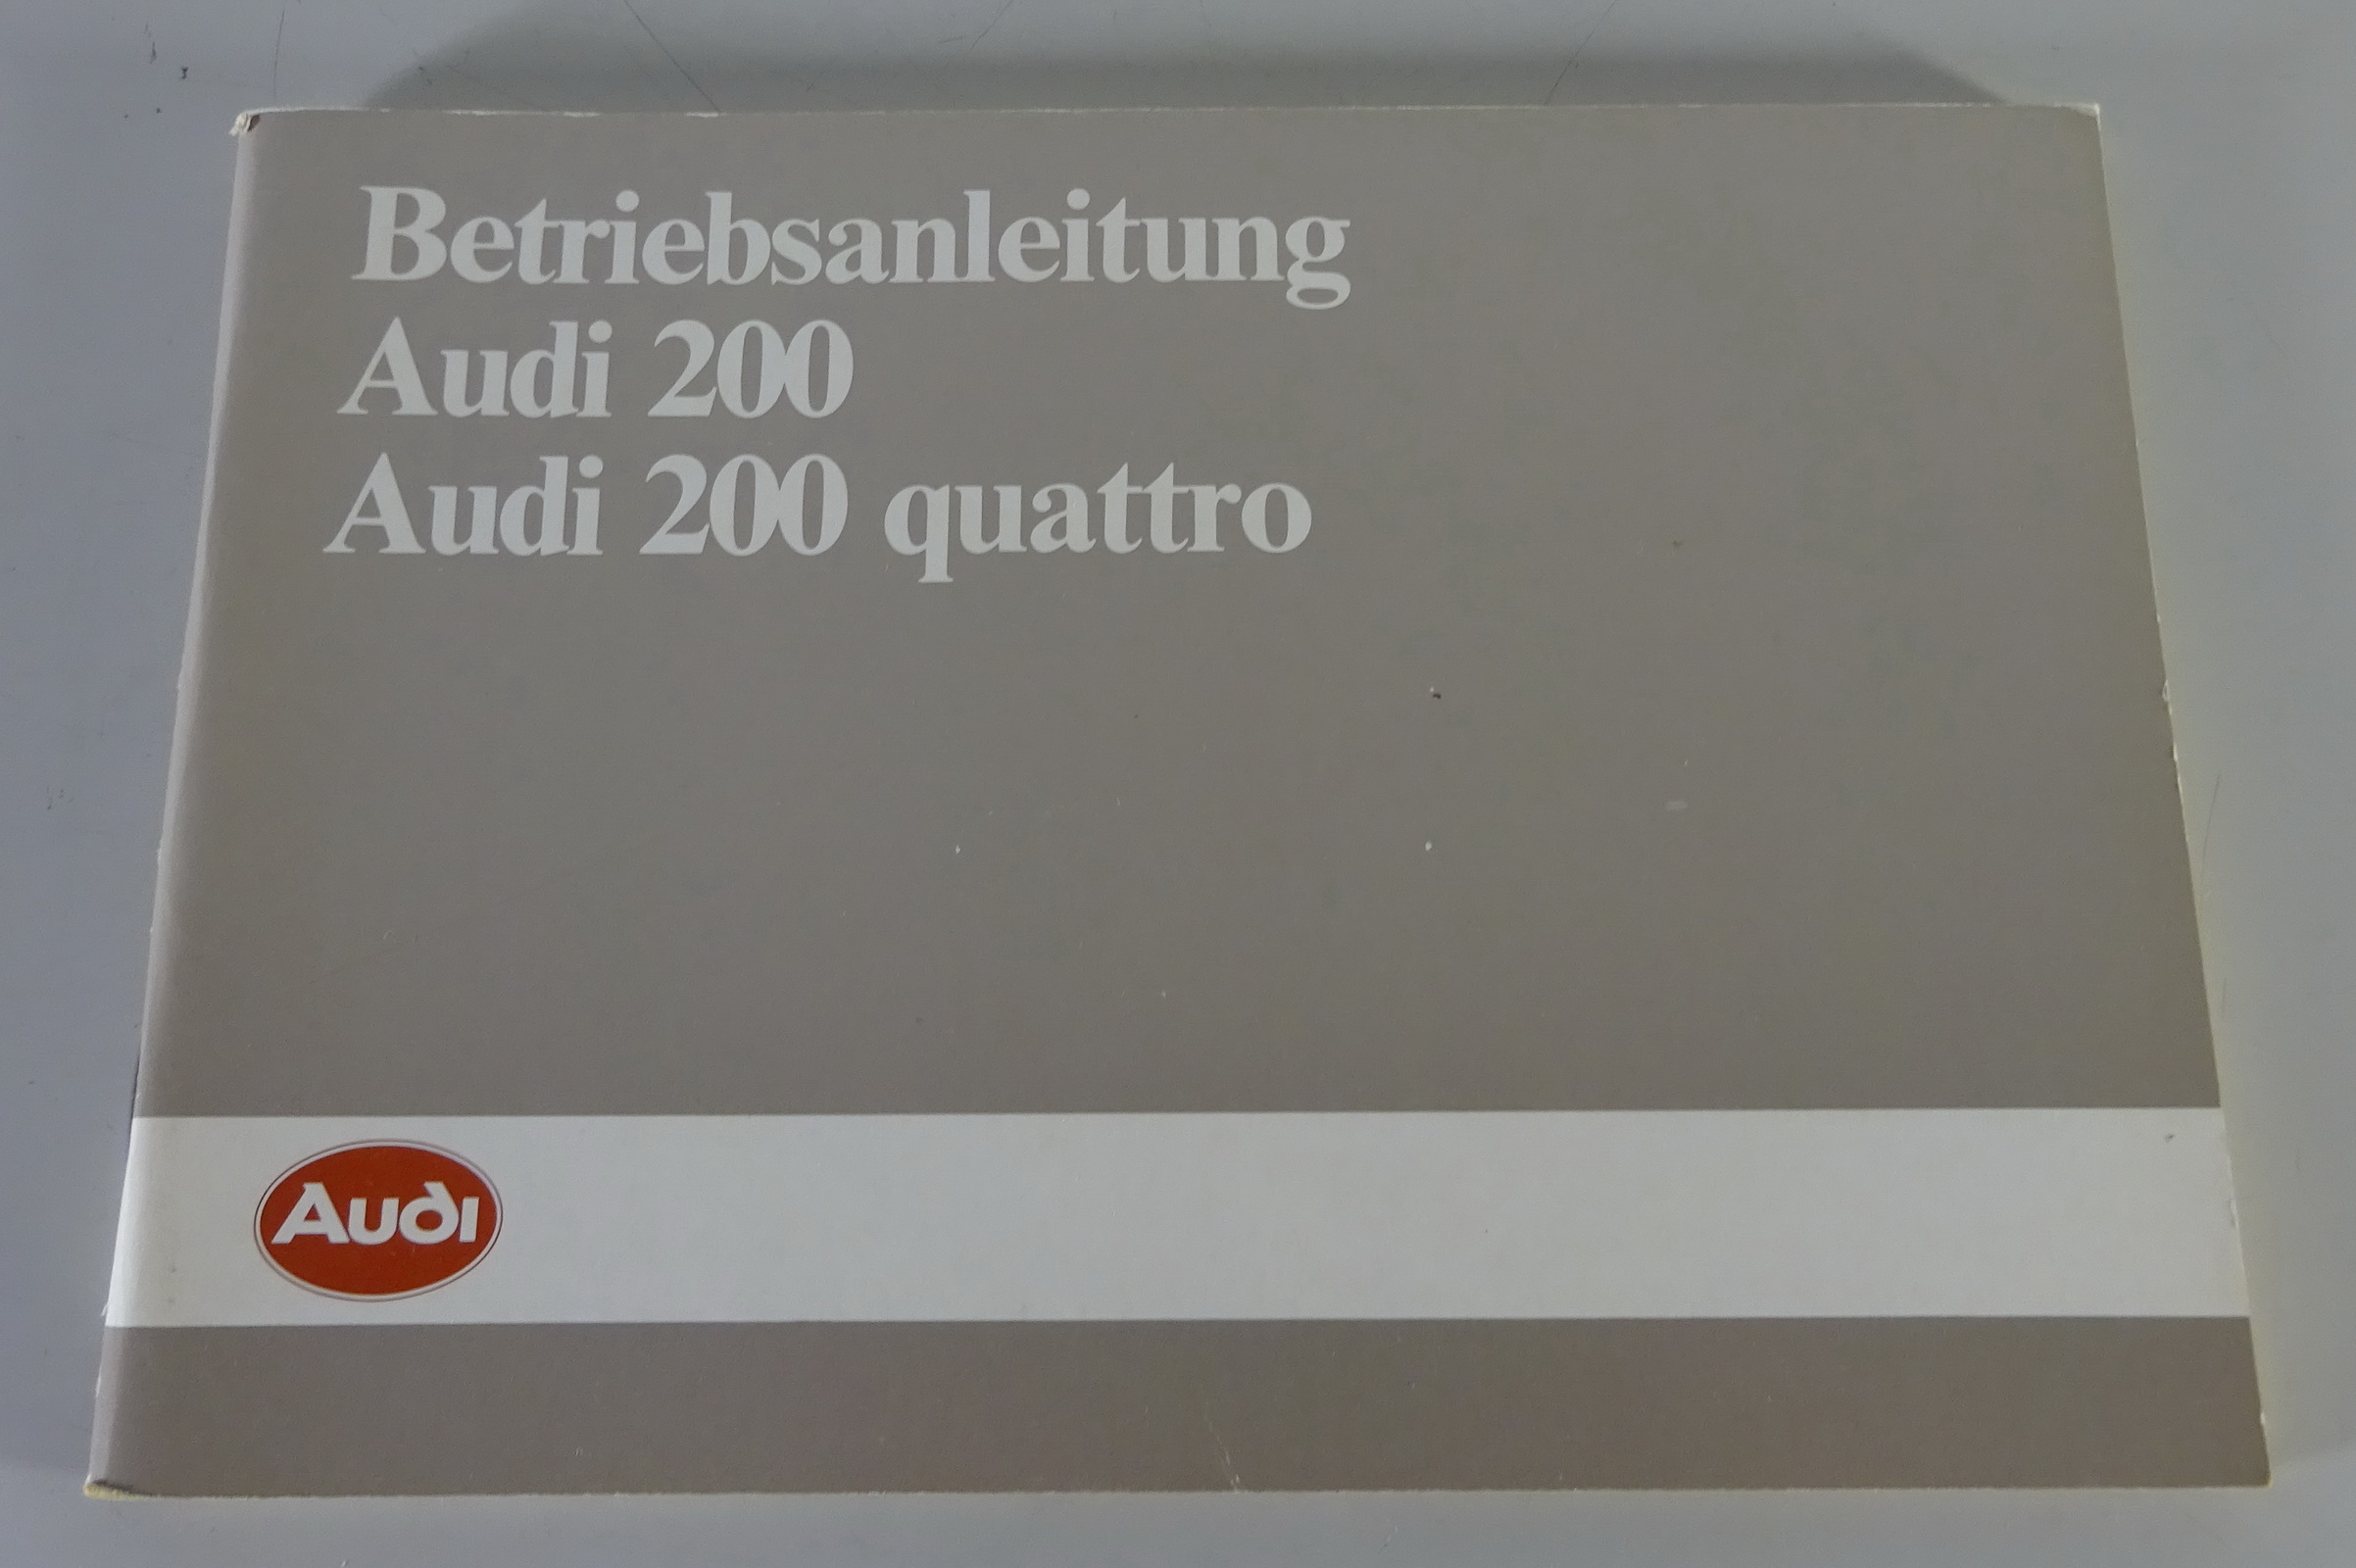 Betriebsanleitung
Audi 200
Audi 200 quattro
Audi